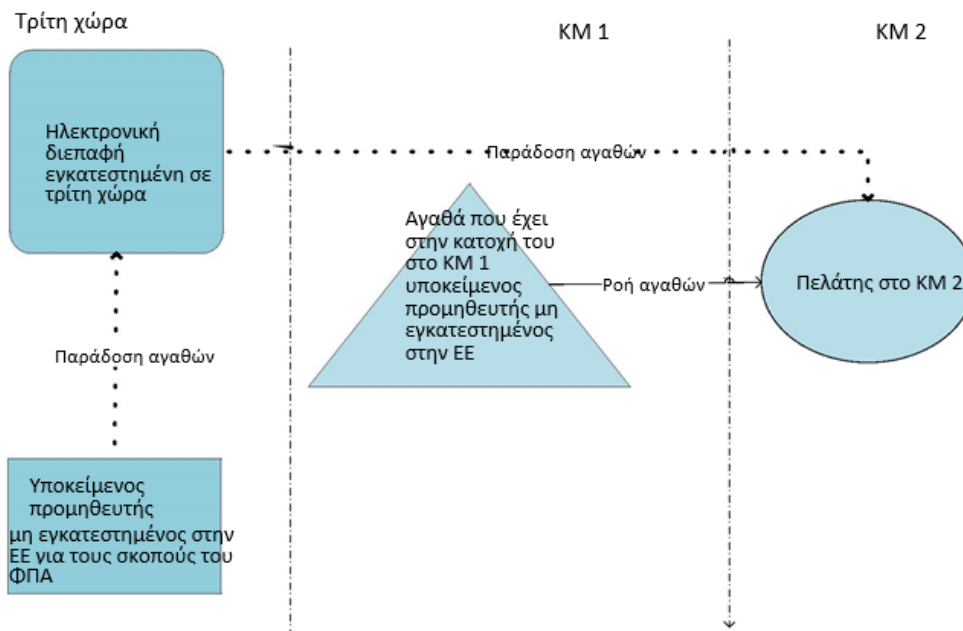 Τρίτη χώρα
ΚΜ 1
ΚΜ 2
Ηλεκτρονική
διεπαφή
εγκατεστημένη σε
τρίτη χώρα
Παράδοση αγαθών
Αγαθά που έχει
στην κατοχή του
στο ΚΜ 1
υποκείμενος
προμηθευτής μη
εγκατεστημένος
στην ΕΕ
Ροή αγαθών
Πελάτης στο ΚΜ 2
Παράδοση αγαθών
Υποκείμενος
προμηθευτής
μη εγκατεστημένος στην
ΕΕ για τους σκοπούς του
ΦΠΑ